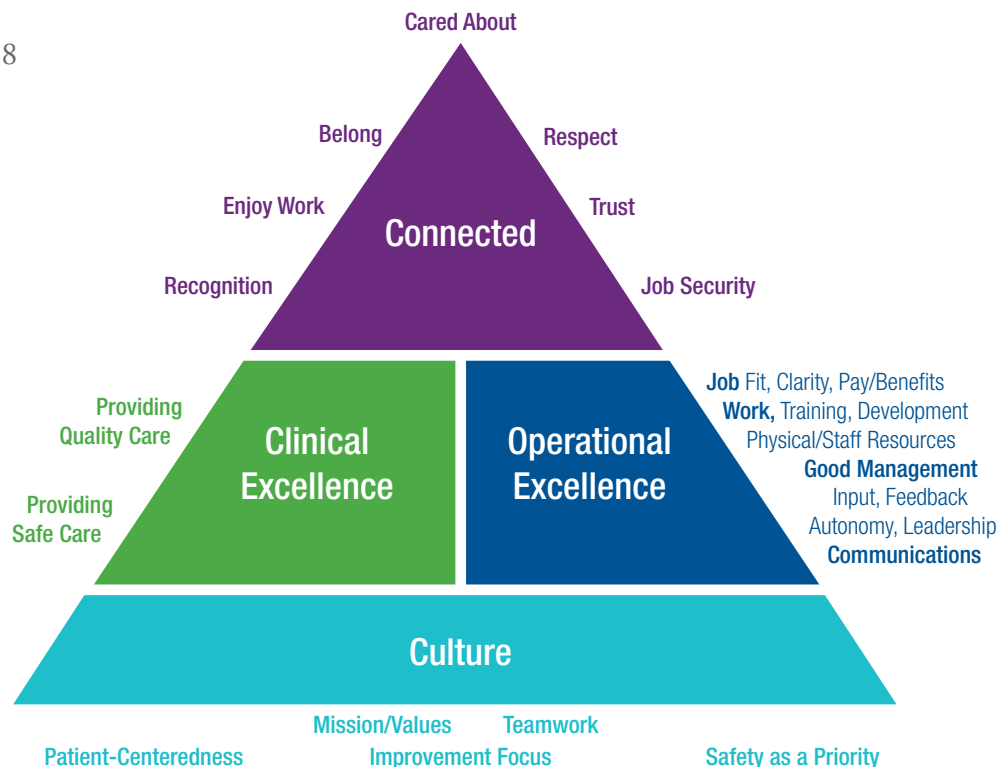 Cared About
8
Belong
Respect
Enjoy Work
Trust
Connected
Recognition
Job Security
Job Fit, Clarity, Pay/Benefits
Work, Training, Development
Physical/Staff Resources
Good Management
Input, Feedback
Autonomy, Leadership
Communications
Providing
Quality Care
Clinical
Excellence
Operational
Excellence
Providing
Safe Care
Culture
Mission/Values
Teamwork
Patient-Centeredness
Improvement Focus
Safety as a Priority